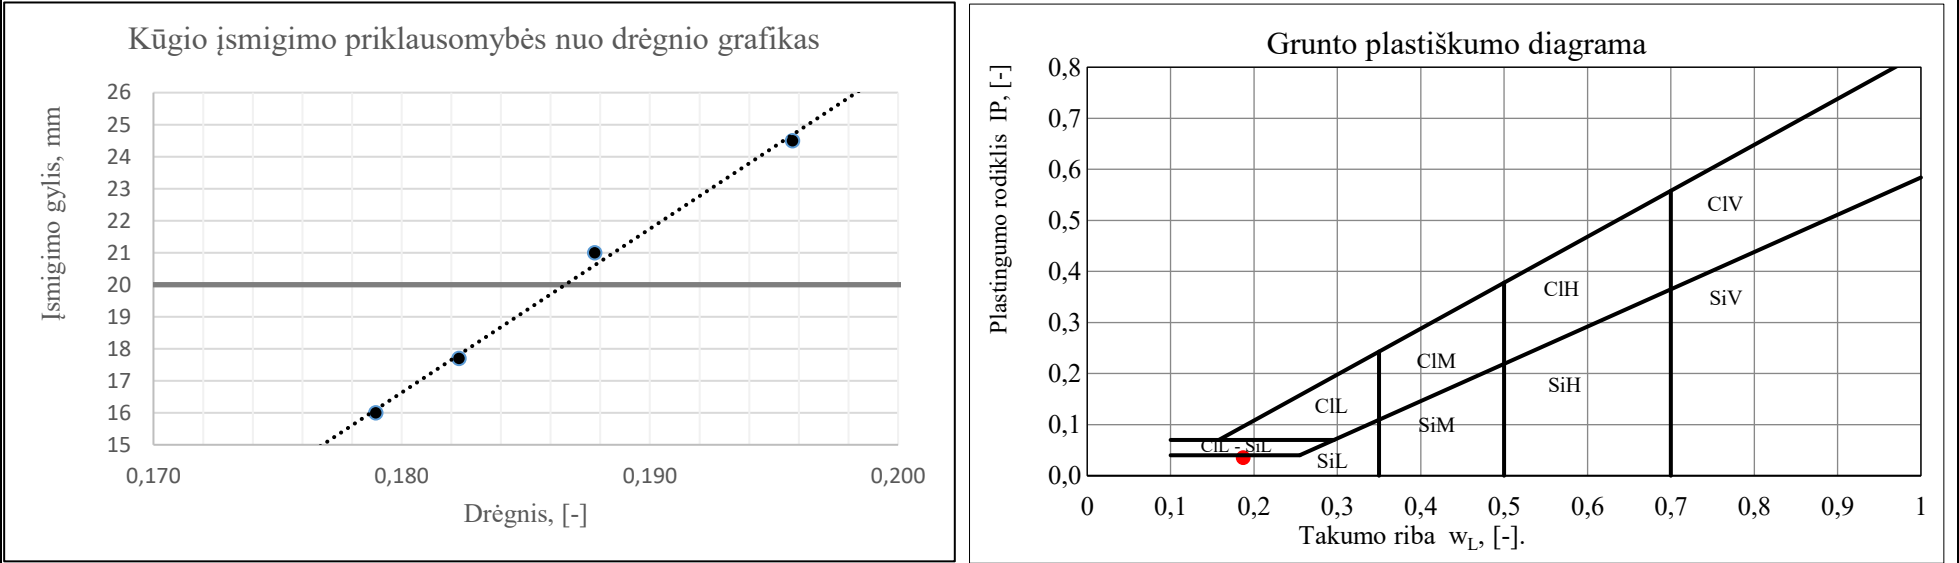 Kūgio įsmigimo priklausomybės nuo drėgnio grafikas
Įsmigimo gylis, mm
26
25
24
23
22
21
20
19
18
17
16
15
0,170
0,180
0,190
0,200
Drėgnis, [-]
Grunto plastiškumo diagrama
Plastingumo rodiklis IP, [-]
0,8
0,7
0,6
0,5
0,4
0,3
0,2
0,1
0,0
ClV
ClH
SiV
ClM
SiH
ClL
SiM
ClL - SiL
SiL
0
0,1
0,2
0,3
0,4
0,5
0,6
0,7
0,8
0,9
1
Takumo riba wL, [-].